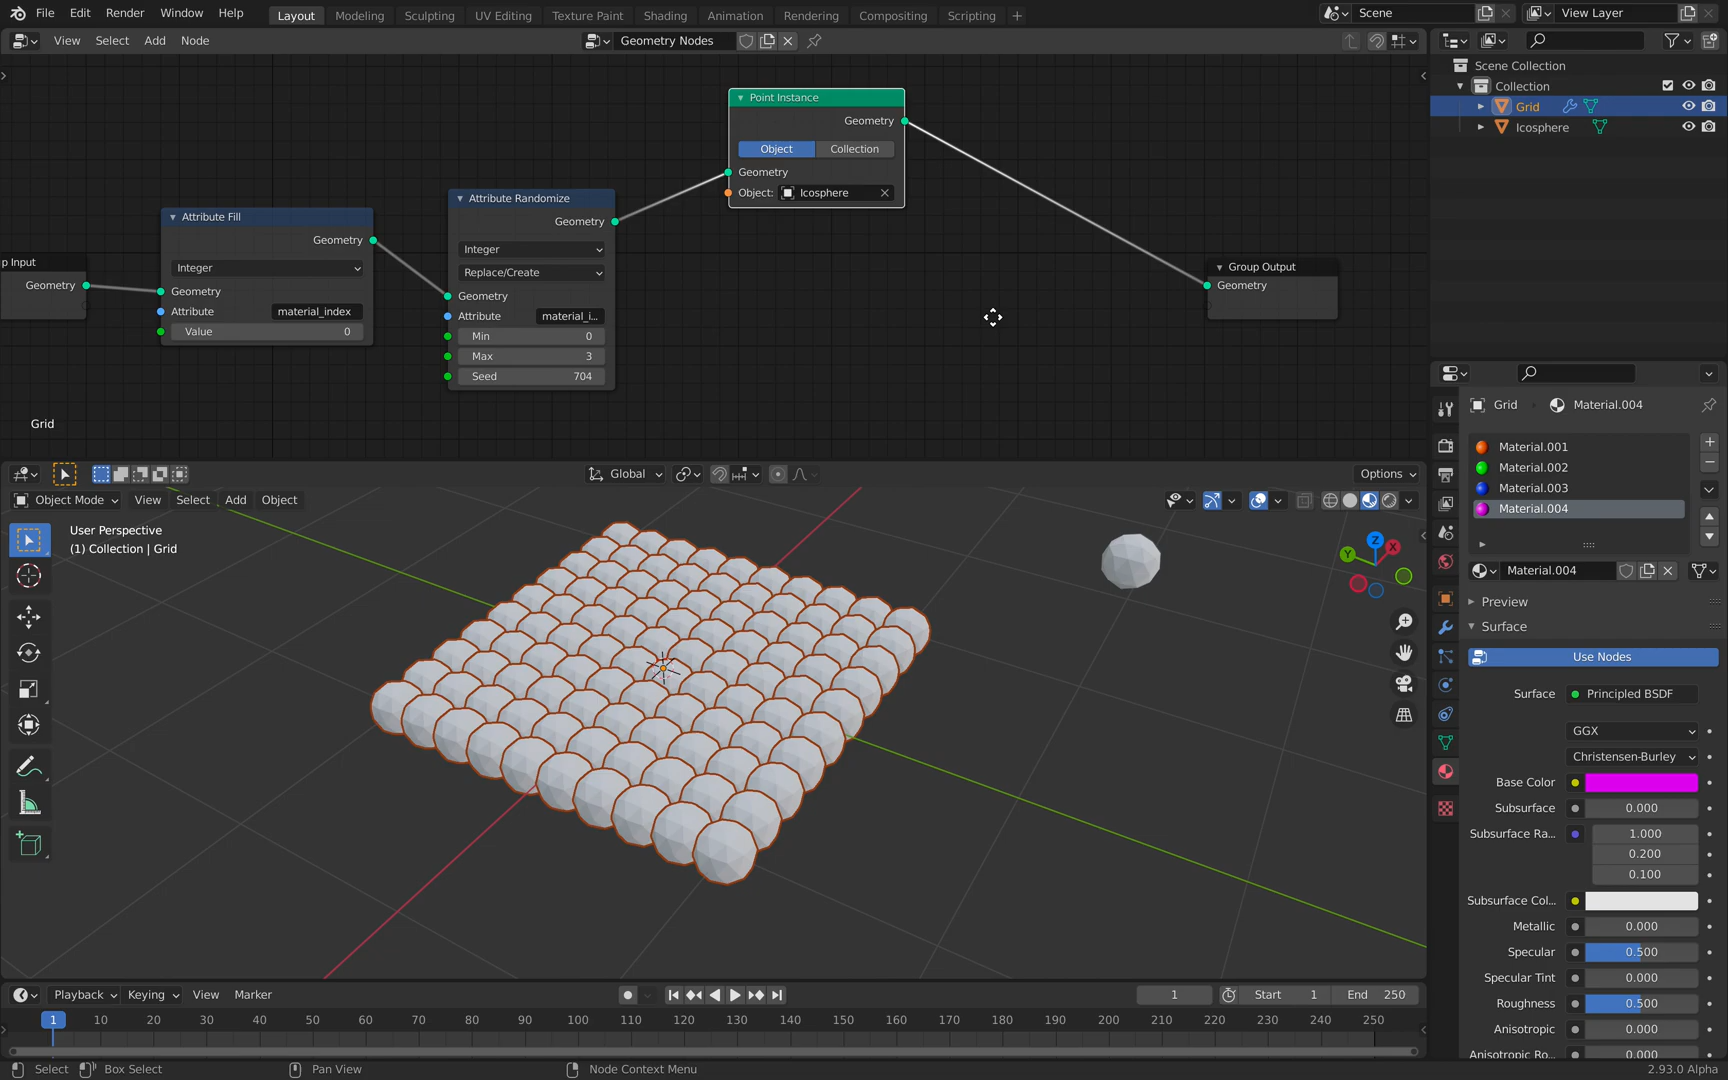 File Edit Render Window Help Layout Modeling Sculpting UV Editing Texture Paint Shading Animation Rendering Compositing Scripting + Scene View Layer
View Select Add Node Geometry Nodes
Scene Collection
Collection
Grid
Icosphere
Point Instance
Geometry
Object Collection
Geometry
Object: Icosphere
Attribute Randomize
Geometry
Integer
Replace/Create
Geometry
Attribute material_i...
Min 0
Max 3
Seed 704
Attribute Fill
Geometry
Integer
Geometry
Attribute material_index
Value 0
p Input
Geometry
Group Output
Geometry
Grid
Global Options
Object Mode View Select Add Object
User Perspective
(1) Collection | Grid
Z
Y
X
Grid Material.004
Material.001
Material.002
Material.003
Material.004
Material.004
Preview
Surface
Use Nodes
Surface Principled BSDF
GGX
Christensen-Burley
Base Color
Subsurface 0.000
Subsurface Ra... 1.000
0.200
0.100
Subsurface Col...
Metallic 0.000
Specular 0.500
Specular Tint 0.000
Roughness 0.500
Anisotropic 0.000
Anisotropic Ro... 0.000
Playback Keying View Marker 1 Start 1 End 250
1 10 20 30 40 50 60 70 80 90 100 110 120 130 140 150 160 170 180 190 200 210 220 230 240 250
Select Box Select Pan View Node Context Menu 2.93.0 Alpha